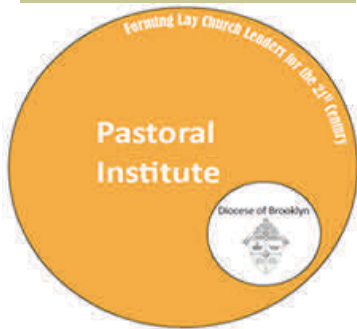 Forming Lay Church Leaders for the 21st Century
Pastoral
Institute
Diocese of Brooklyn